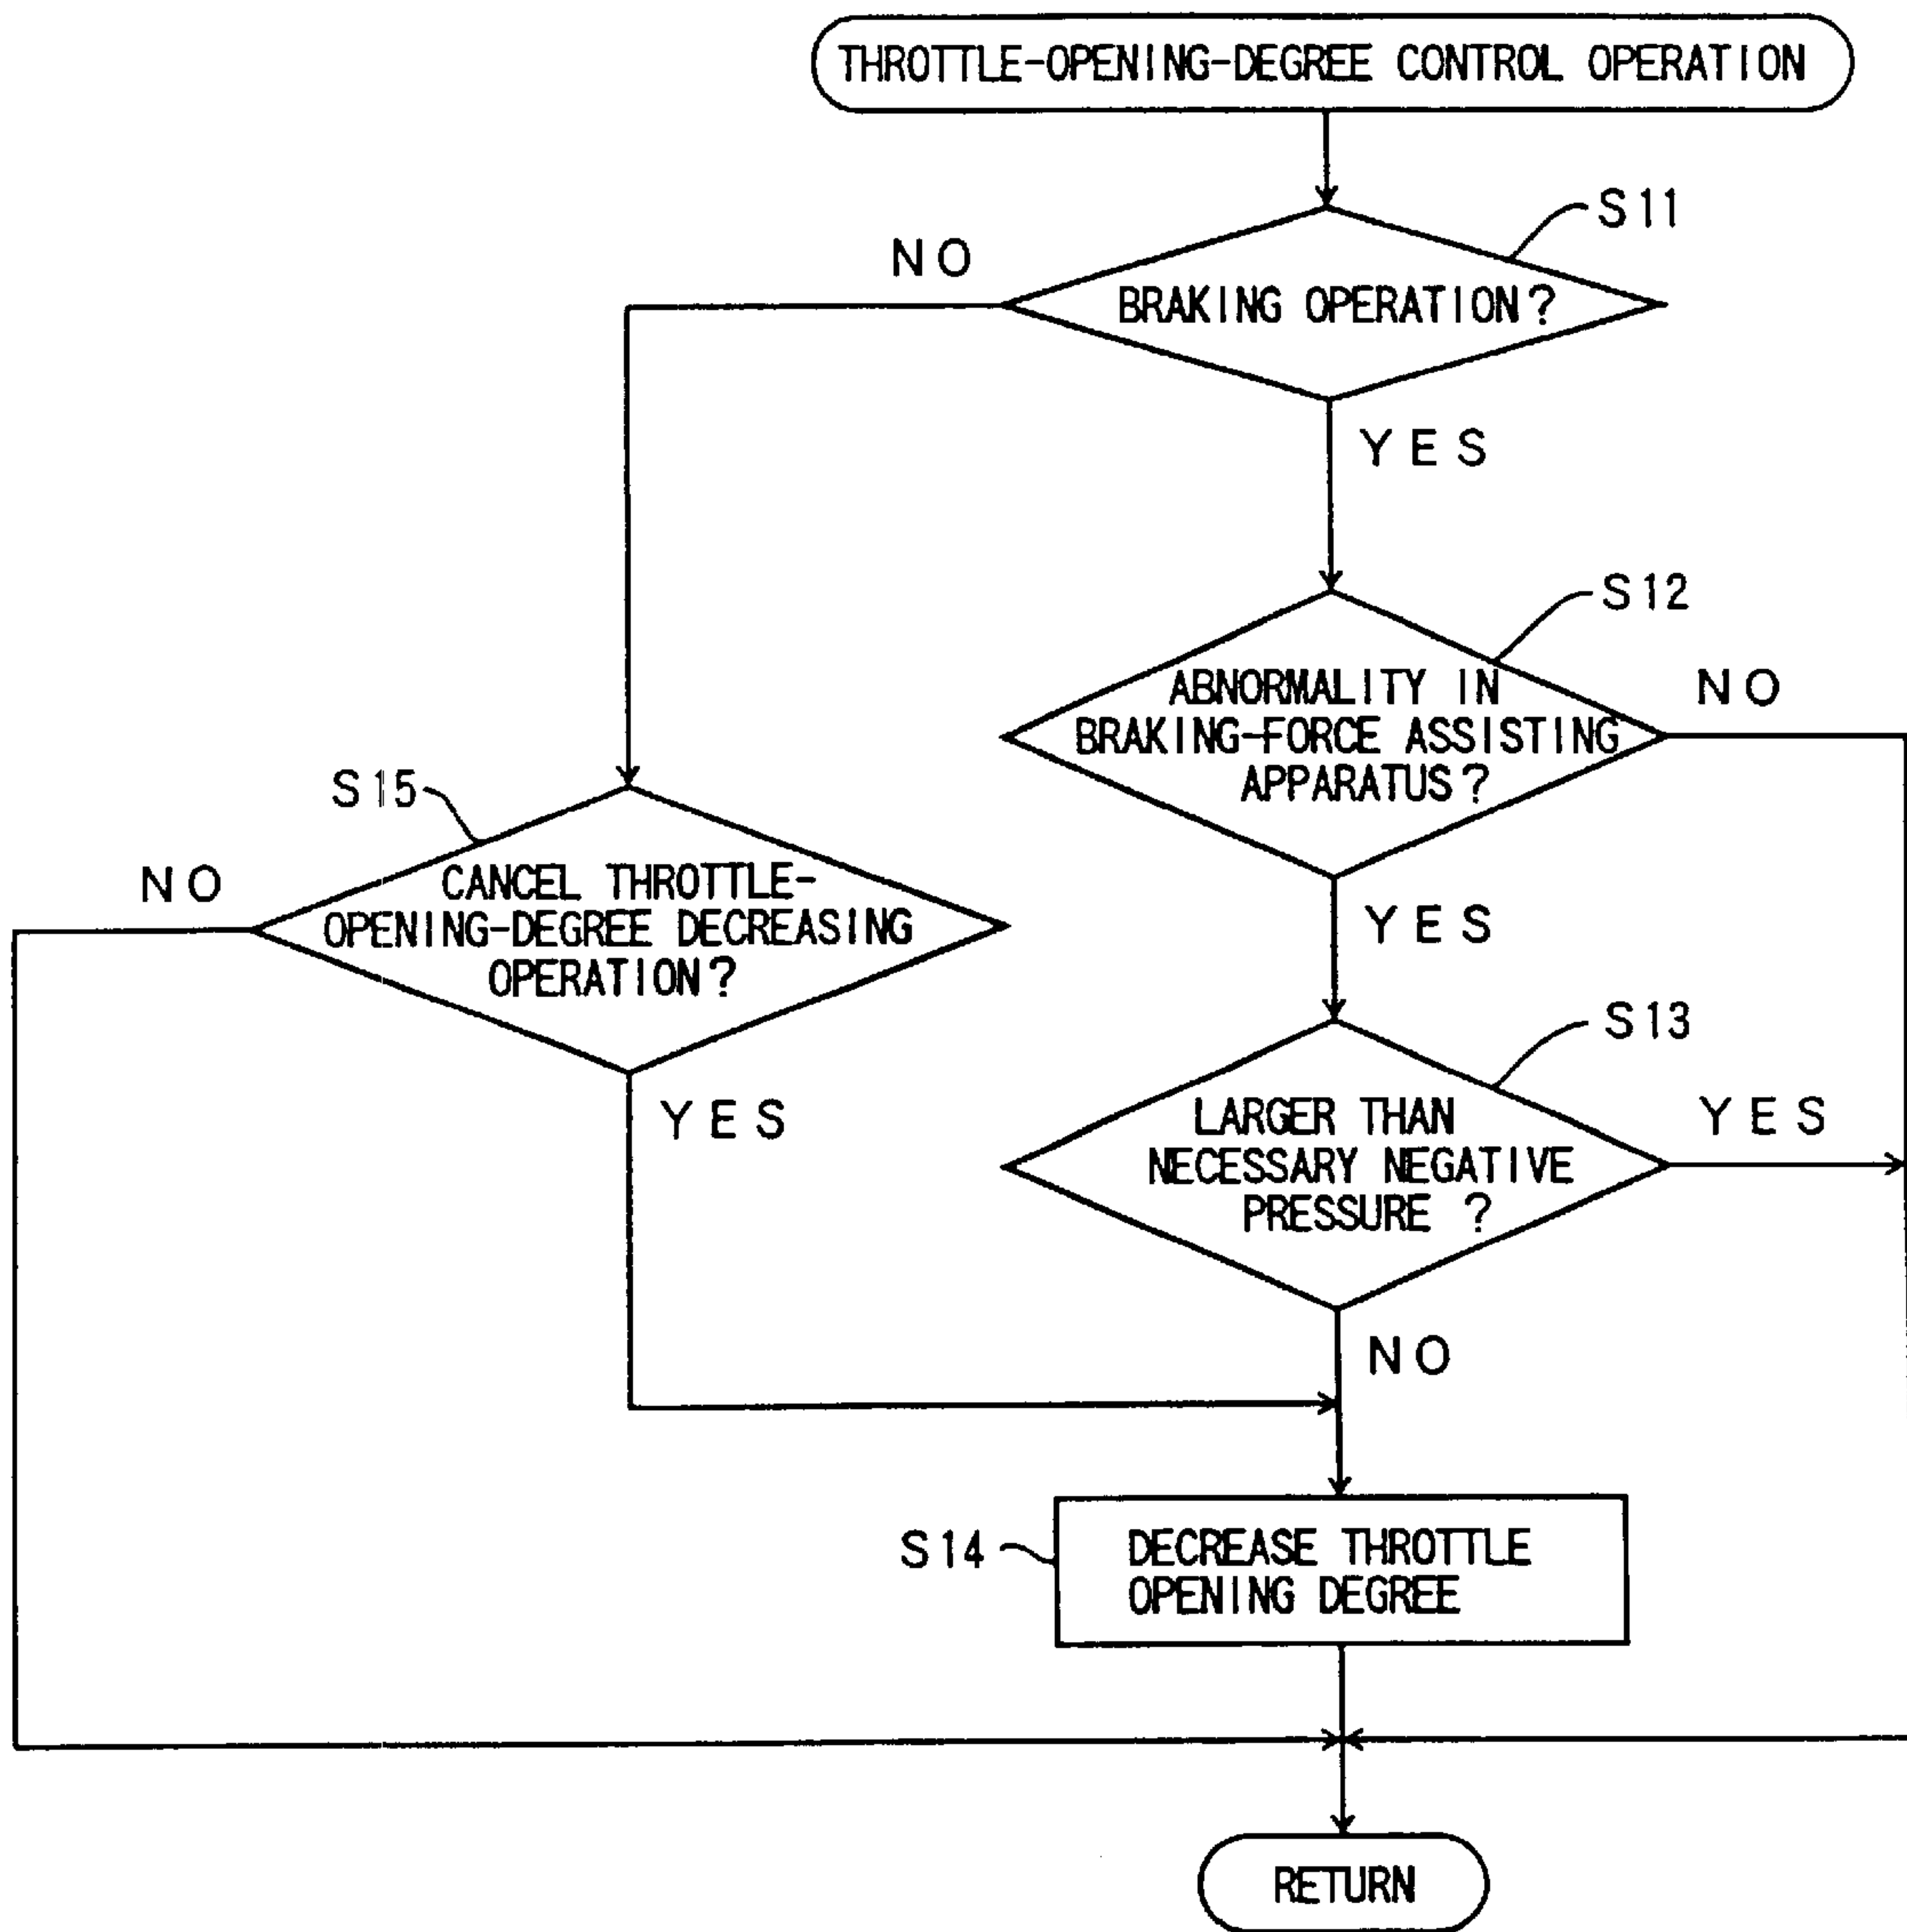 THROTTLE-OPENING-DEGREE CONTROL OPERATION
S11
NO
BRAKING OPERATION?
YES
S12
ABNORMALITY IN
NO
BRAKING-FORCE ASSISTING
APPARATUS?
S15
NO
CANCEL THROTTLE-
OPENING-DEGREE DECREASING
OPERATION?
YES
S13
YES
LARGER THAN
YES
NECESSARY NEGATIVE
PRESSURE ?
NO
S14
DECREASE THROTTLE
OPENING DEGREE
RETURN